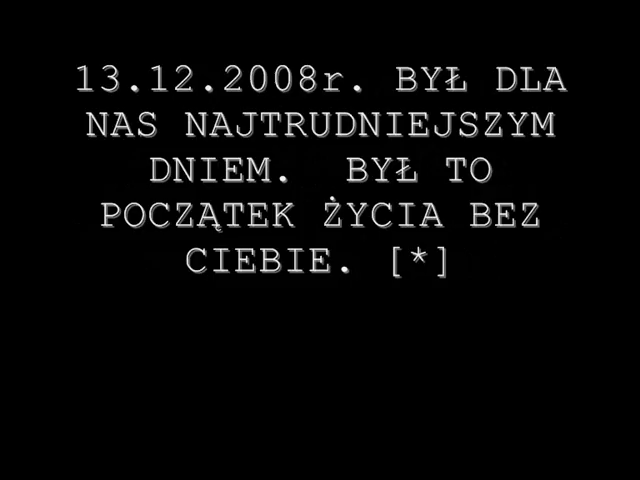 13.12.2008r. BYŁ DLA
NAS NAJTRUDNIEJSZYM
DNIEM. BYŁ TO
POCZĄTEK ŻYCIA BEZ
CIEBIE. [*]